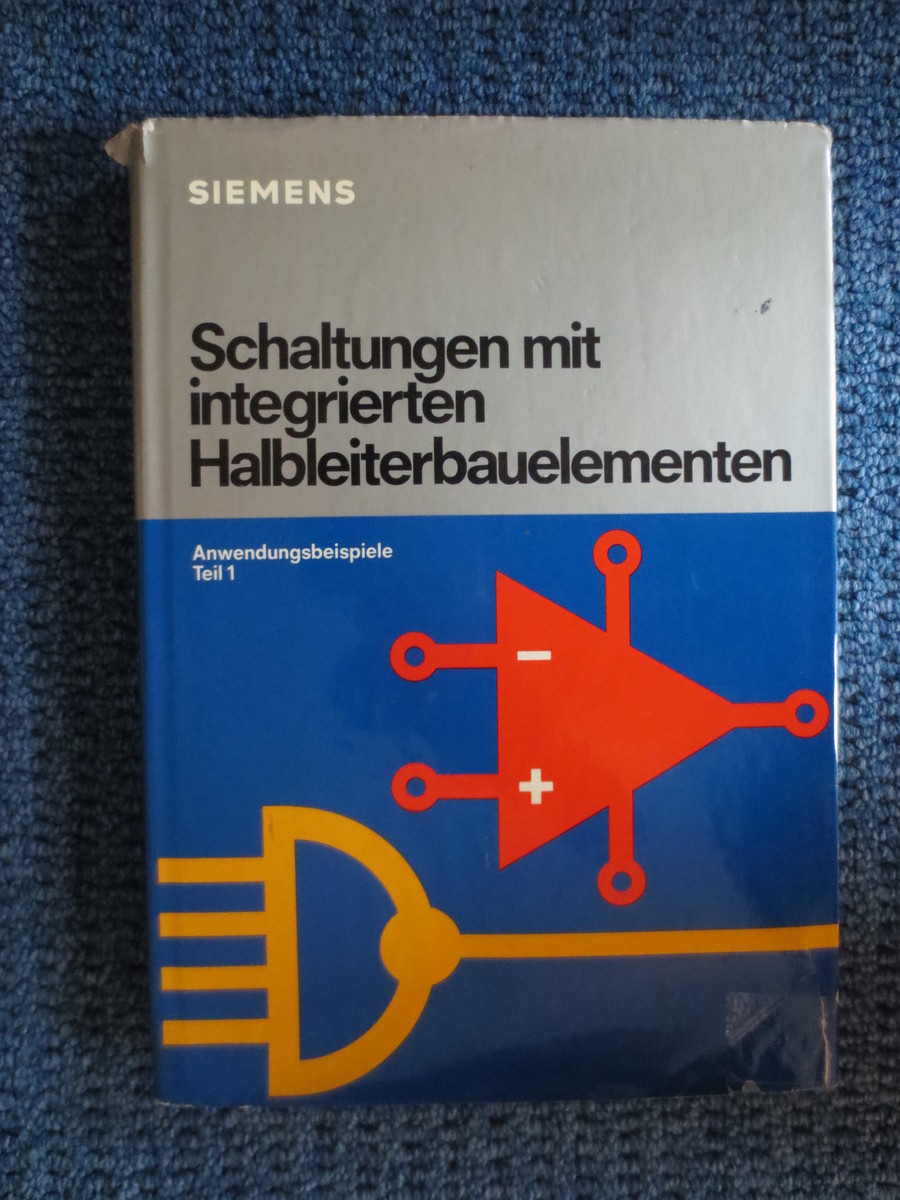 SIEMENS
Schaltungen mit
integrierten
Halbleiterbauelementen
Anwendungsbeispiele
Teil 1
-
+